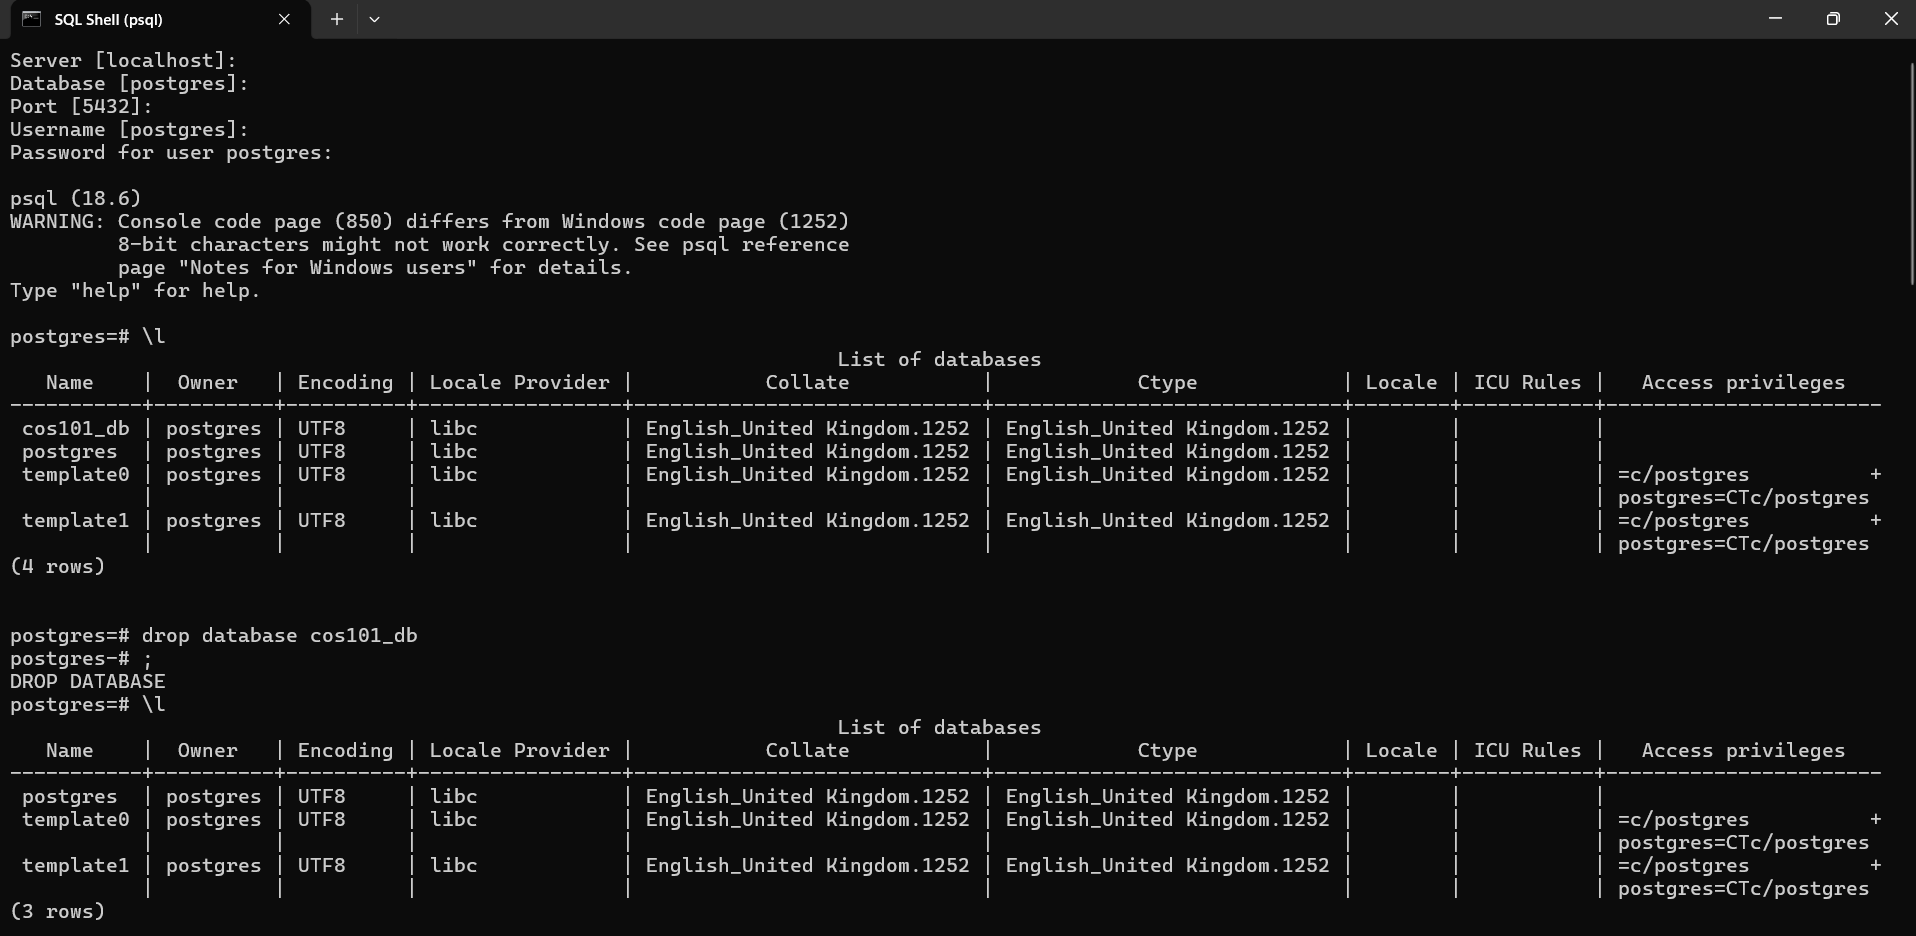 SQL Shell (psql)
Server [localhost]:
Database [postgres]:
Port [5432]:
Username [postgres]:
Password for user postgres:

psql (18.6)
WARNING: Console code page (850) differs from Windows code page (1252)
         8-bit characters might not work correctly. See psql reference
         page "Notes for Windows users" for details.
Type "help" for help.

postgres=# \l
                                                                     List of databases
   Name    |  Owner   | Encoding | Locale Provider |           Collate           |            Ctype            | Locale | ICU Rules |   Access privileges
-----------+----------+----------+-----------------+-----------------------------+-----------------------------+--------+-----------+-----------------------
 cos101_db | postgres | UTF8     | libc            | English_United Kingdom.1252 | English_United Kingdom.1252 |        |           |
 postgres  | postgres | UTF8     | libc            | English_United Kingdom.1252 | English_United Kingdom.1252 |        |           |
 template0 | postgres | UTF8     | libc            | English_United Kingdom.1252 | English_United Kingdom.1252 |        |           | =c/postgres          +
           |          |          |                 |                             |                             |        |           | postgres=CTc/postgres
 template1 | postgres | UTF8     | libc            | English_United Kingdom.1252 | English_United Kingdom.1252 |        |           | =c/postgres          +
           |          |          |                 |                             |                             |        |           | postgres=CTc/postgres
(4 rows)


postgres=# drop database cos101_db
postgres-# ;
DROP DATABASE
postgres=# \l
                                                                     List of databases
   Name    |  Owner   | Encoding | Locale Provider |           Collate           |            Ctype            | Locale | ICU Rules |   Access privileges
-----------+----------+----------+-----------------+-----------------------------+-----------------------------+--------+-----------+-----------------------
 postgres  | postgres | UTF8     | libc            | English_United Kingdom.1252 | English_United Kingdom.1252 |        |           |
 template0 | postgres | UTF8     | libc            | English_United Kingdom.1252 | English_United Kingdom.1252 |        |           | =c/postgres          +
           |          |          |                 |                             |                             |        |           | postgres=CTc/postgres
 template1 | postgres | UTF8     | libc            | English_United Kingdom.1252 | English_United Kingdom.1252 |        |           | =c/postgres          +
           |          |          |                 |                             |                             |        |           | postgres=CTc/postgres
(3 rows)